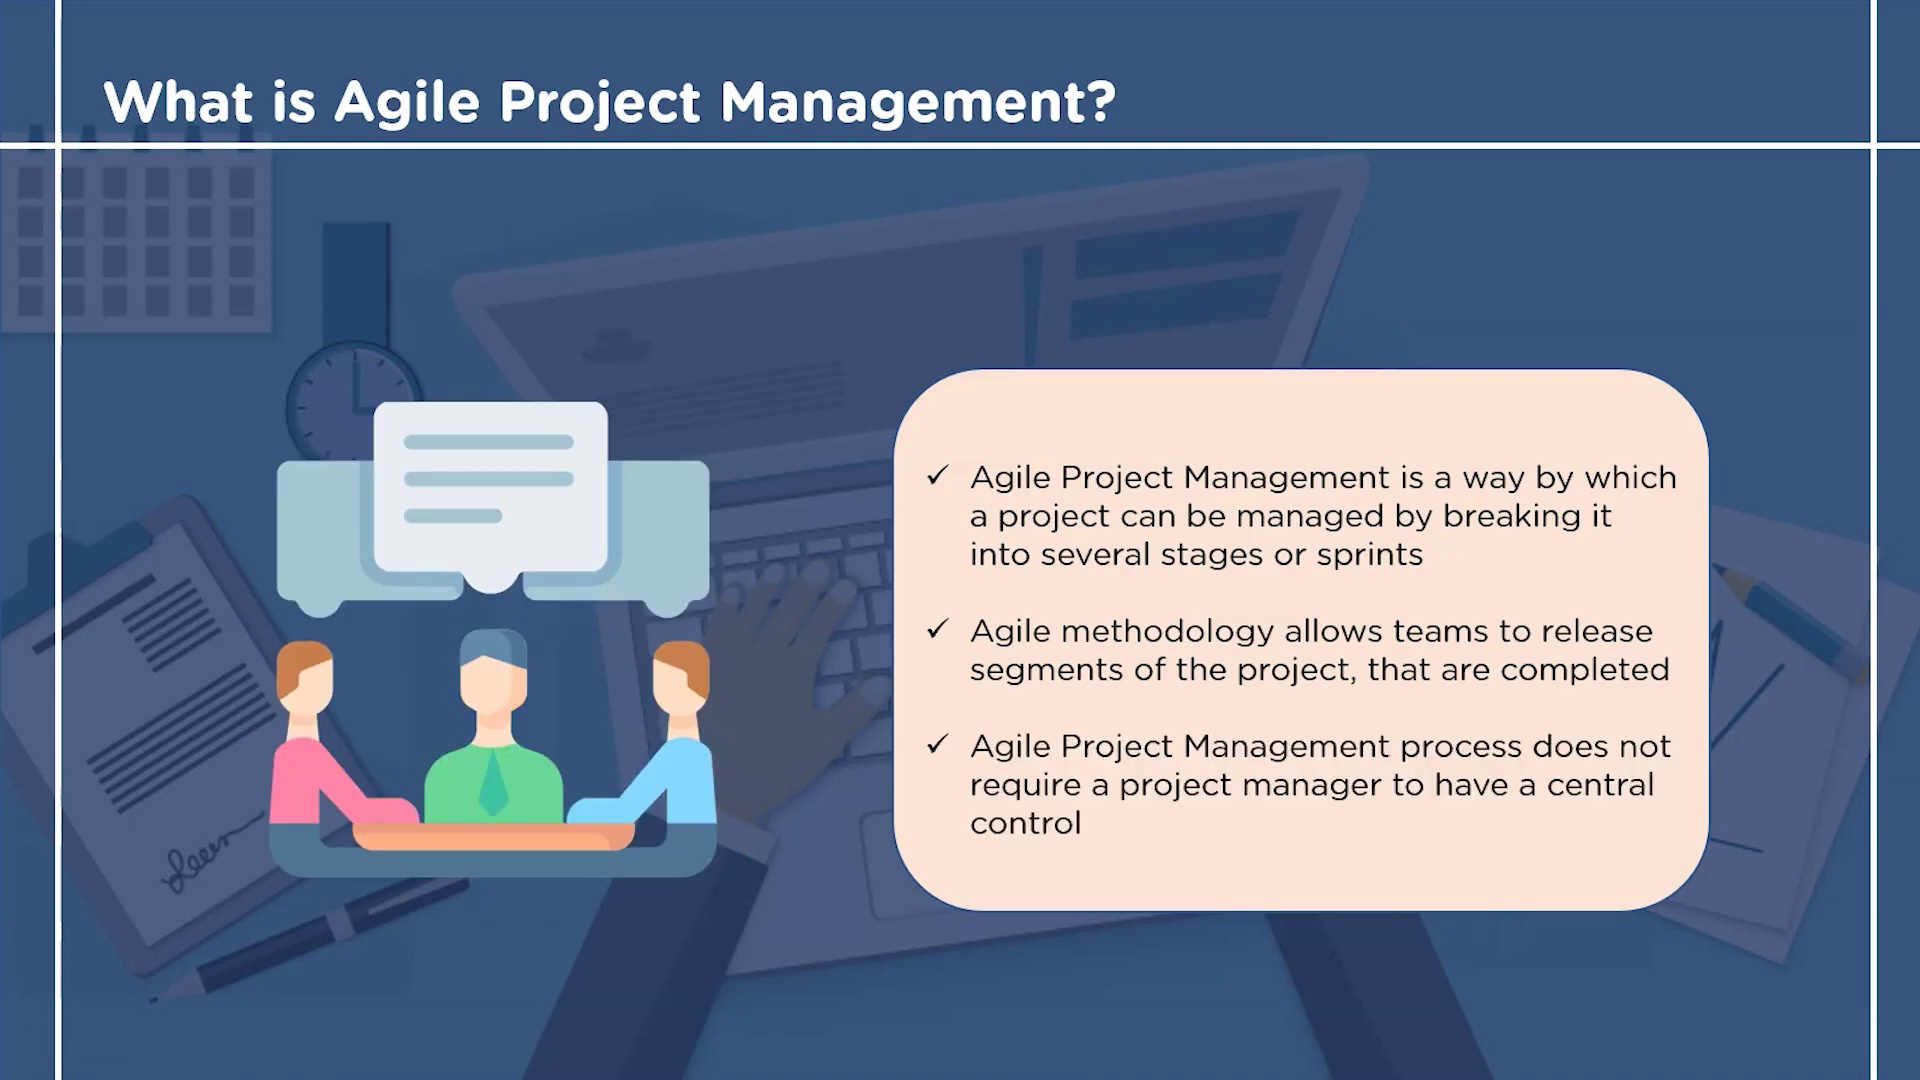 What is Agile Project Management?
✓ Agile Project Management is a way by which
a project can be managed by breaking it
into several stages or sprints
✓ Agile methodology allows teams to release
segments of the project, that are completed
✓ Agile Project Management process does not
require a project manager to have a central
control